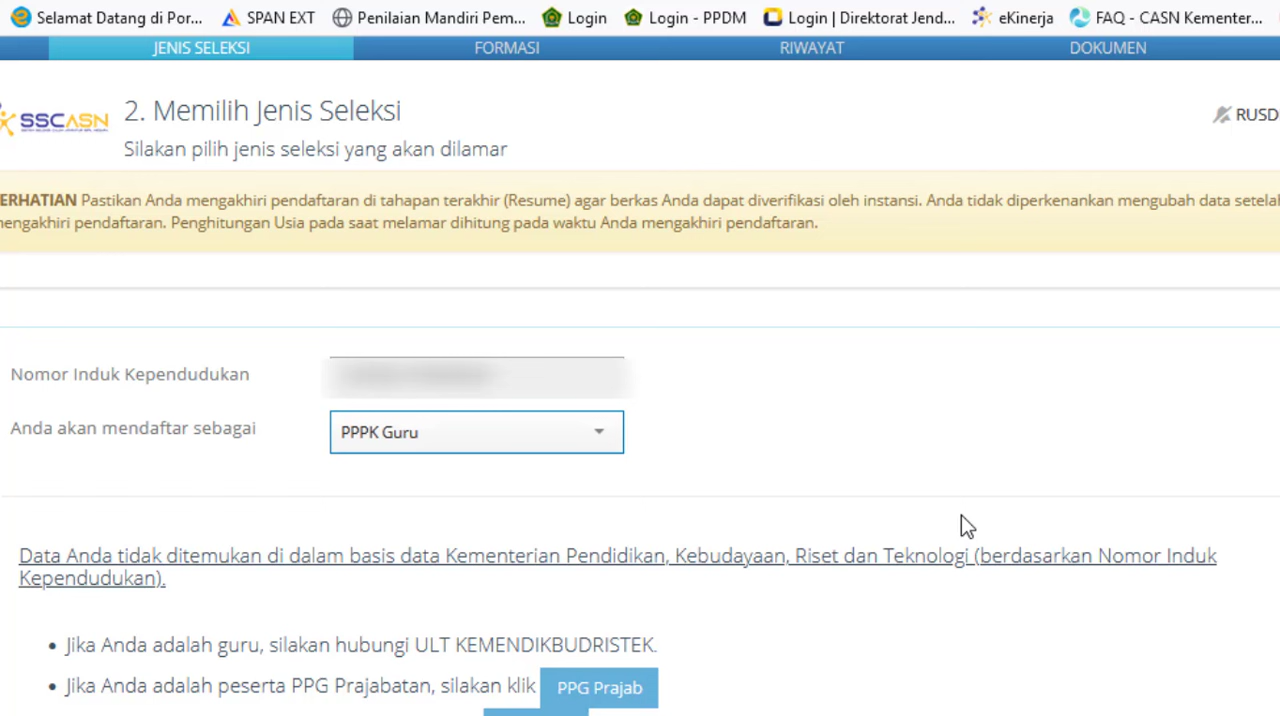 Selamat Datang di Por... SPAN EXT Penilaian Mandiri Pem... Login Login - PPDM Login | Direktorat Jend... eKinerja FAQ - CASN Kementer...
JENIS SELEKSI FORMASI RIWAYAT DOKUMEN
SSCASN
2. Memilih Jenis Seleksi
RUSD
Silakan pilih jenis seleksi yang akan dilamar
ERHATIAN Pastikan Anda mengakhiri pendaftaran di tahapan terakhir (Resume) agar berkas Anda dapat diverifikasi oleh instansi. Anda tidak diperkenankan mengubah data setela
mengakhiri pendaftaran. Penghitungan Usia pada saat melamar dihitung pada waktu Anda mengakhiri pendaftaran.
Nomor Induk Kependudukan
Anda akan mendaftar sebagai PPPK Guru
Data Anda tidak ditemukan di dalam basis data Kementerian Pendidikan, Kebudayaan, Riset dan Teknologi (berdasarkan Nomor Induk
Kependudukan).
• Jika Anda adalah guru, silakan hubungi ULT KEMENDIKBUDRISTEK.
• Jika Anda adalah peserta PPG Prajabatan, silakan klik PPG Prajab